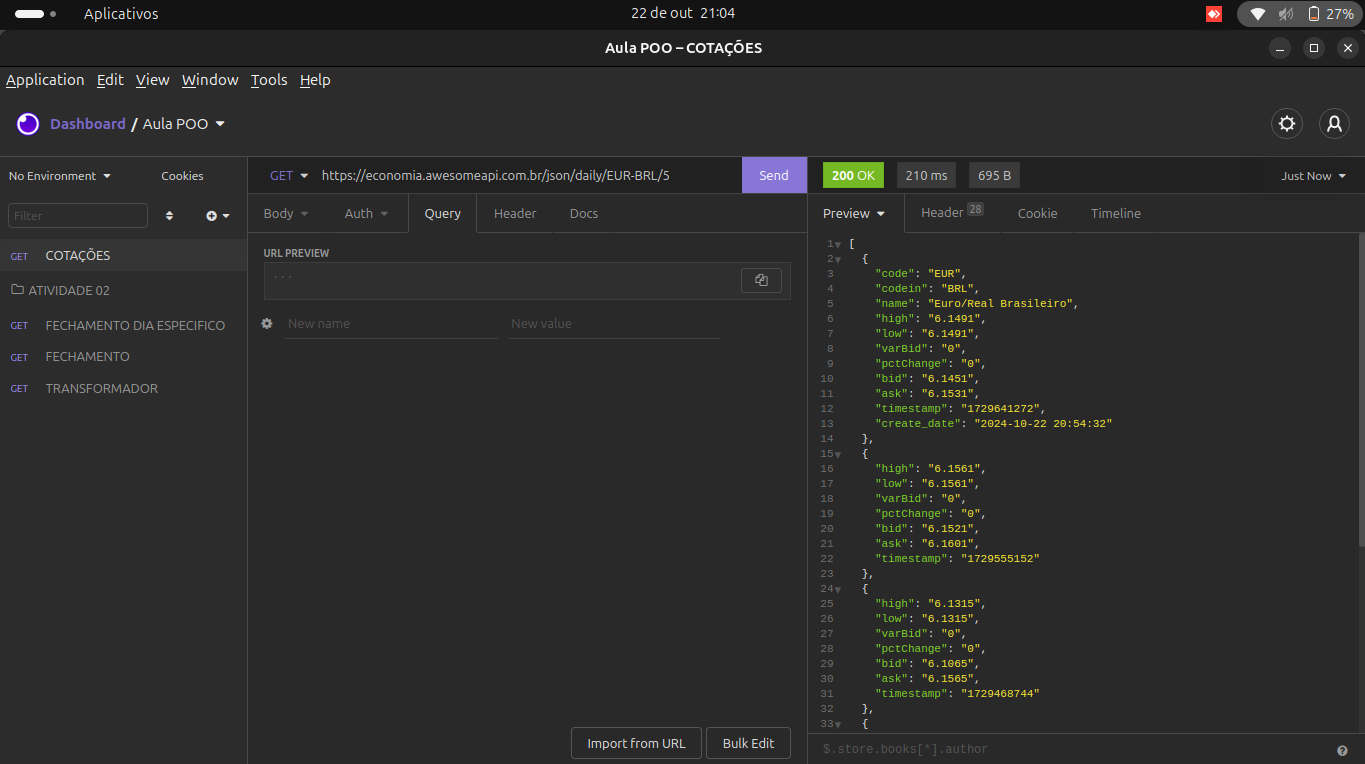 Aplicativos
22 de out 21:04
27%
Aula POO – COTAÇÕES
Application Edit View Window Tools Help
Dashboard / Aula POO
No Environment
Cookies
Filter
GET COTAÇÕES
ATIVIDADE 02
GET FECHAMENTO DIA ESPECIFICO
GET FECHAMENTO
GET TRANSFORMADOR
GET https://economia.awesomeapi.com.br/json/daily/EUR-BRL/5 Send
Body Auth Query Header Docs
URL PREVIEW
...
New name New value
Import from URL Bulk Edit
200 OK 210 ms 695 B Just Now
Preview Header 28 Cookie Timeline
1 [
2 {
3 "code": "EUR",
4 "codein": "BRL",
5 "name": "Euro/Real Brasileiro",
6 "high": "6.1491",
7 "low": "6.1491",
8 "varBid": "0",
9 "pctChange": "0",
10 "bid": "6.1451",
11 "ask": "6.1531",
12 "timestamp": "1729641272",
13 "create_date": "2024-10-22 20:54:32"
14 },
15 {
16 "high": "6.1561",
17 "low": "6.1561",
18 "varBid": "0",
19 "pctChange": "0",
20 "bid": "6.1521",
21 "ask": "6.1601",
22 "timestamp": "1729555152"
23 },
24 {
25 "high": "6.1315",
26 "low": "6.1315",
27 "varBid": "0",
28 "pctChange": "0",
29 "bid": "6.1065",
30 "ask": "6.1565",
31 "timestamp": "1729468744"
32 },
33 {
$.store.books[*].author